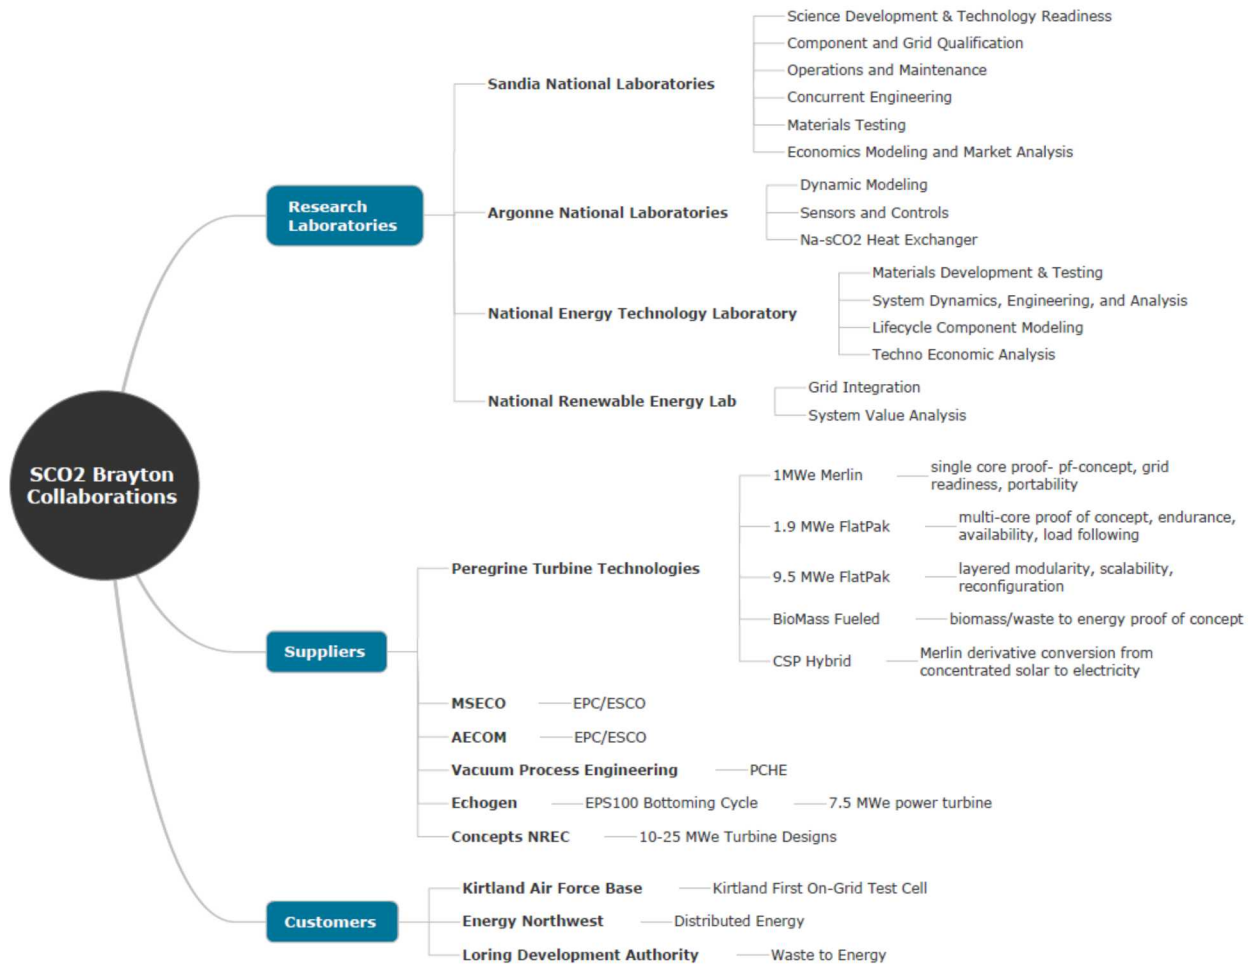 SCO2 Brayton
Collaborations
Research
Laboratories
Sandia National Laboratories
Science Development & Technology Readiness
Component and Grid Qualification
Operations and Maintenance
Concurrent Engineering
Materials Testing
Economics Modeling and Market Analysis
Argonne National Laboratories
Dynamic Modeling
Sensors and Controls
Na-sCO2 Heat Exchanger
National Energy Technology Laboratory
Materials Development & Testing
System Dynamics, Engineering, and Analysis
Lifecycle Component Modeling
Techno Economic Analysis
National Renewable Energy Lab
Grid Integration
System Value Analysis
Suppliers
Peregrine Turbine Technologies
1MWe Merlin
single core proof- pf-concept, grid
readiness, portability
1.9 MWe FlatPak
multi-core proof of concept, endurance,
availability, load following
9.5 MWe FlatPak
layered modularity, scalability,
reconfiguration
BioMass Fueled
biomass/waste to energy proof of concept
CSP Hybrid
Merlin derivative conversion from
concentrated solar to electricity
MSECO
EPC/ESCO
AECOM
EPC/ESCO
Vacuum Process Engineering
PCHE
Echogen
EPS100 Bottoming Cycle
7.5 MWe power turbine
Concepts NREC
10-25 MWe Turbine Designs
Customers
Kirtland Air Force Base
Kirtland First On-Grid Test Cell
Energy Northwest
Distributed Energy
Loring Development Authority
Waste to Energy